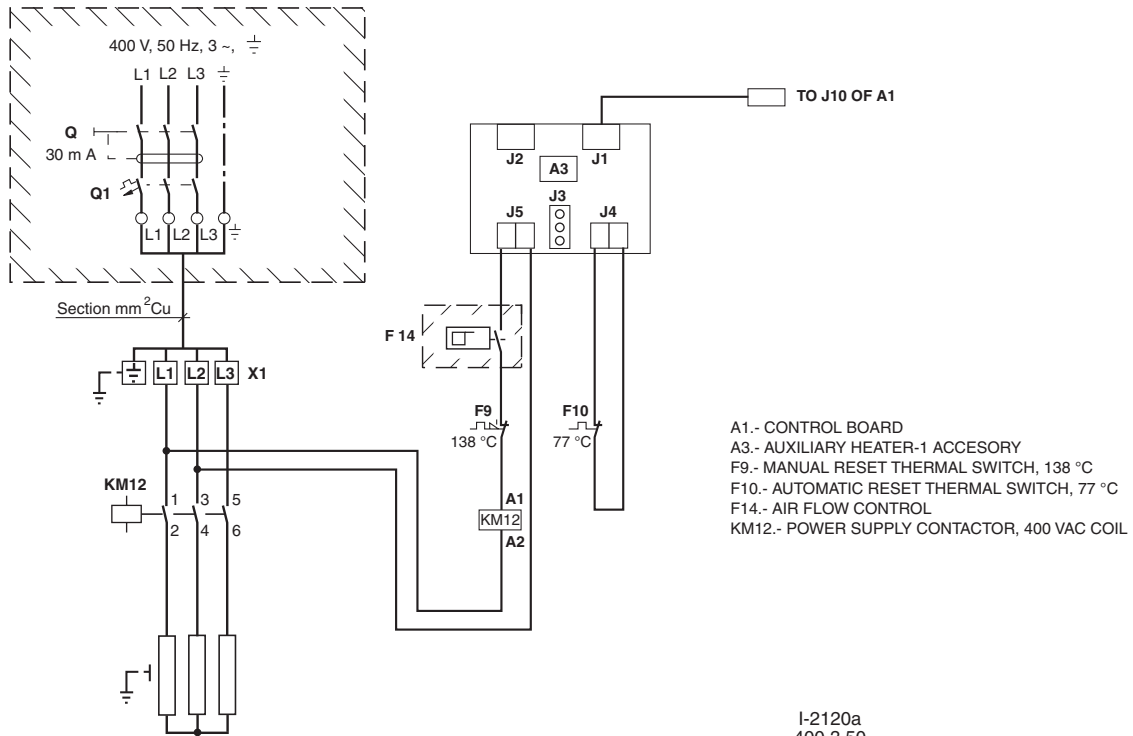 400 V, 50 Hz, 3 ~,
L1 L2 L3
Q
30 m A
Q1
L1 L2 L3
Section mm²Cu
L1 L2 L3 X1
KM12
1 3 5
2 4 6
TO J10 OF A1
J2 J1
A3
J3
J5 J4
F 14
F9
138 °C
F10
77 °C
A1
KM12
A2
A1.- CONTROL BOARD
A3.- AUXILIARY HEATER-1 ACCESORY
F9.- MANUAL RESET THERMAL SWITCH, 138 °C
F10.- AUTOMATIC RESET THERMAL SWITCH, 77 °C
F14.- AIR FLOW CONTROL
KM12.- POWER SUPPLY CONTACTOR, 400 VAC COIL
I-2120a